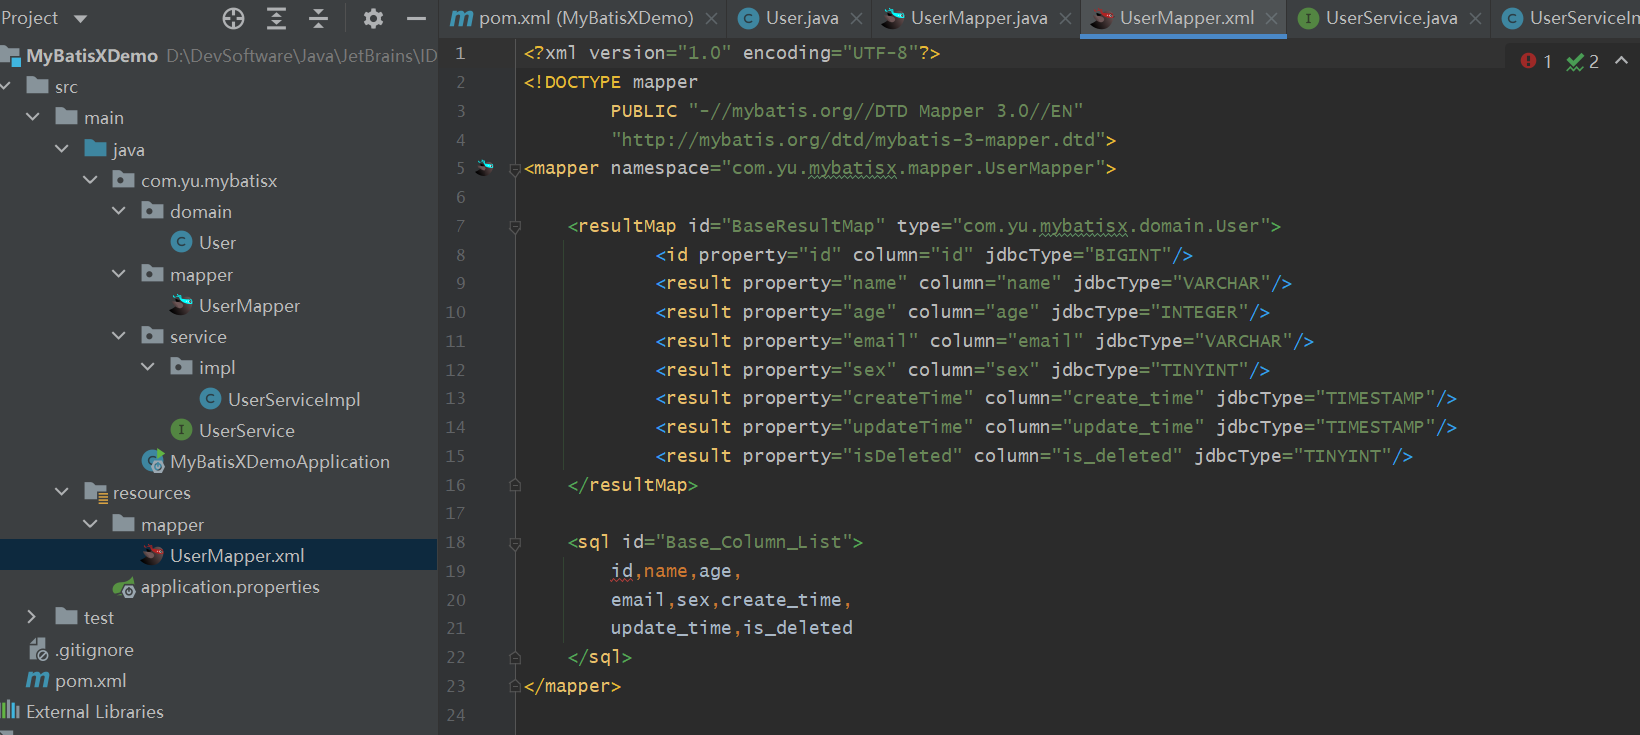 Project
MyBatisXDemo D:\DevSoftware\Java\JetBrains\ID
src
main
java
com.yu.mybatisx
domain
User
mapper
UserMapper
service
impl
UserServiceImpl
UserService
MyBatisXDemoApplication
resources
mapper
UserMapper.xml
application.properties
test
.gitignore
pom.xml
External Libraries
pom.xml (MyBatisXDemo) User.java UserMapper.java UserMapper.xml UserService.java UserServiceIm
1 2
1 <?xml version="1.0" encoding="UTF-8"?>
2 <!DOCTYPE mapper
3 PUBLIC "-//mybatis.org//DTD Mapper 3.0//EN"
4 "http://mybatis.org/dtd/mybatis-3-mapper.dtd">
5 <mapper namespace="com.yu.mybatisx.mapper.UserMapper">
6
7 <resultMap id="BaseResultMap" type="com.yu.mybatisx.domain.User">
8 <id property="id" column="id" jdbcType="BIGINT"/>
9 <result property="name" column="name" jdbcType="VARCHAR"/>
10 <result property="age" column="age" jdbcType="INTEGER"/>
11 <result property="email" column="email" jdbcType="VARCHAR"/>
12 <result property="sex" column="sex" jdbcType="TINYINT"/>
13 <result property="createTime" column="create_time" jdbcType="TIMESTAMP"/>
14 <result property="updateTime" column="update_time" jdbcType="TIMESTAMP"/>
15 <result property="isDeleted" column="is_deleted" jdbcType="TINYINT"/>
16 </resultMap>
17
18 <sql id="Base_Column_List">
19 id,name,age,
20 email,sex,create_time,
21 update_time,is_deleted
22 </sql>
23 </mapper>
24